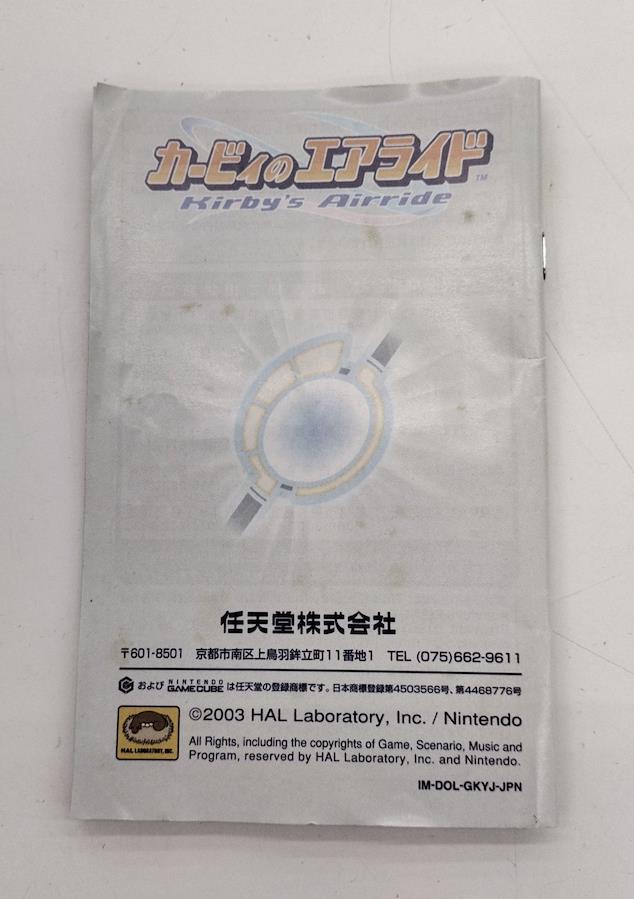 カービィのエアライド™
Kirby's Airride
任天堂株式会社
〒601-8501 京都市南区上鳥羽鉾立町11番地1 TEL (075)662-9611
および NINTENDO GAMECUBE は任天堂の登録商標です。日本商標登録第4503566号、第4468776号
©2003 HAL Laboratory, Inc. / Nintendo
HAL LABORATORY, INC.
All Rights, including the copyrights of Game, Scenario, Music and
Program, reserved by HAL Laboratory, Inc. and Nintendo.
IM-DOL-GKYJ-JPN